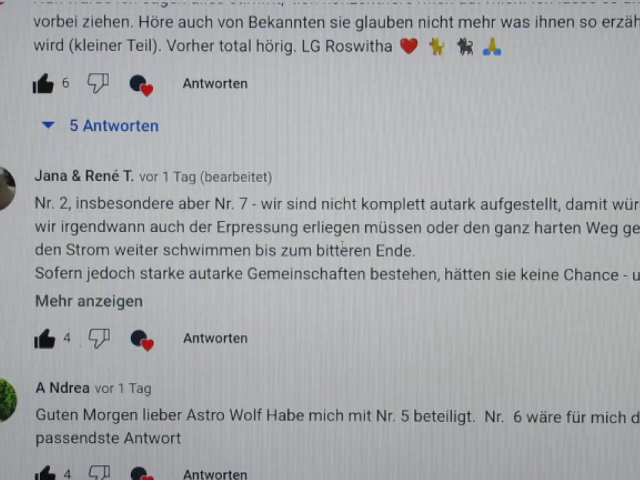 vorbei ziehen. Höre auch von Bekannten sie glauben nicht mehr was ihnen so erzäh
wird (kleiner Teil). Vorher total hörig. LG Roswitha ❤️ 🐈 🐈‍⬛ 🙏
6 Antworten
5 Antworten
Jana & René T. vor 1 Tag (bearbeitet)
Nr. 2, insbesondere aber Nr. 7 - wir sind nicht komplett autark aufgestellt, damit wür
wir irgendwann auch der Erpressung erliegen müssen oder den ganz harten Weg ge
den Strom weiter schwimmen bis zum bitteren Ende.
Sofern jedoch starke autarke Gemeinschaften bestehen, hätten sie keine Chance - u
Mehr anzeigen
4 Antworten
A Ndrea vor 1 Tag
Guten Morgen lieber Astro Wolf Habe mich mit Nr. 5 beteiligt. Nr. 6 wäre für mich d
passendste Antwort
4 Antworten